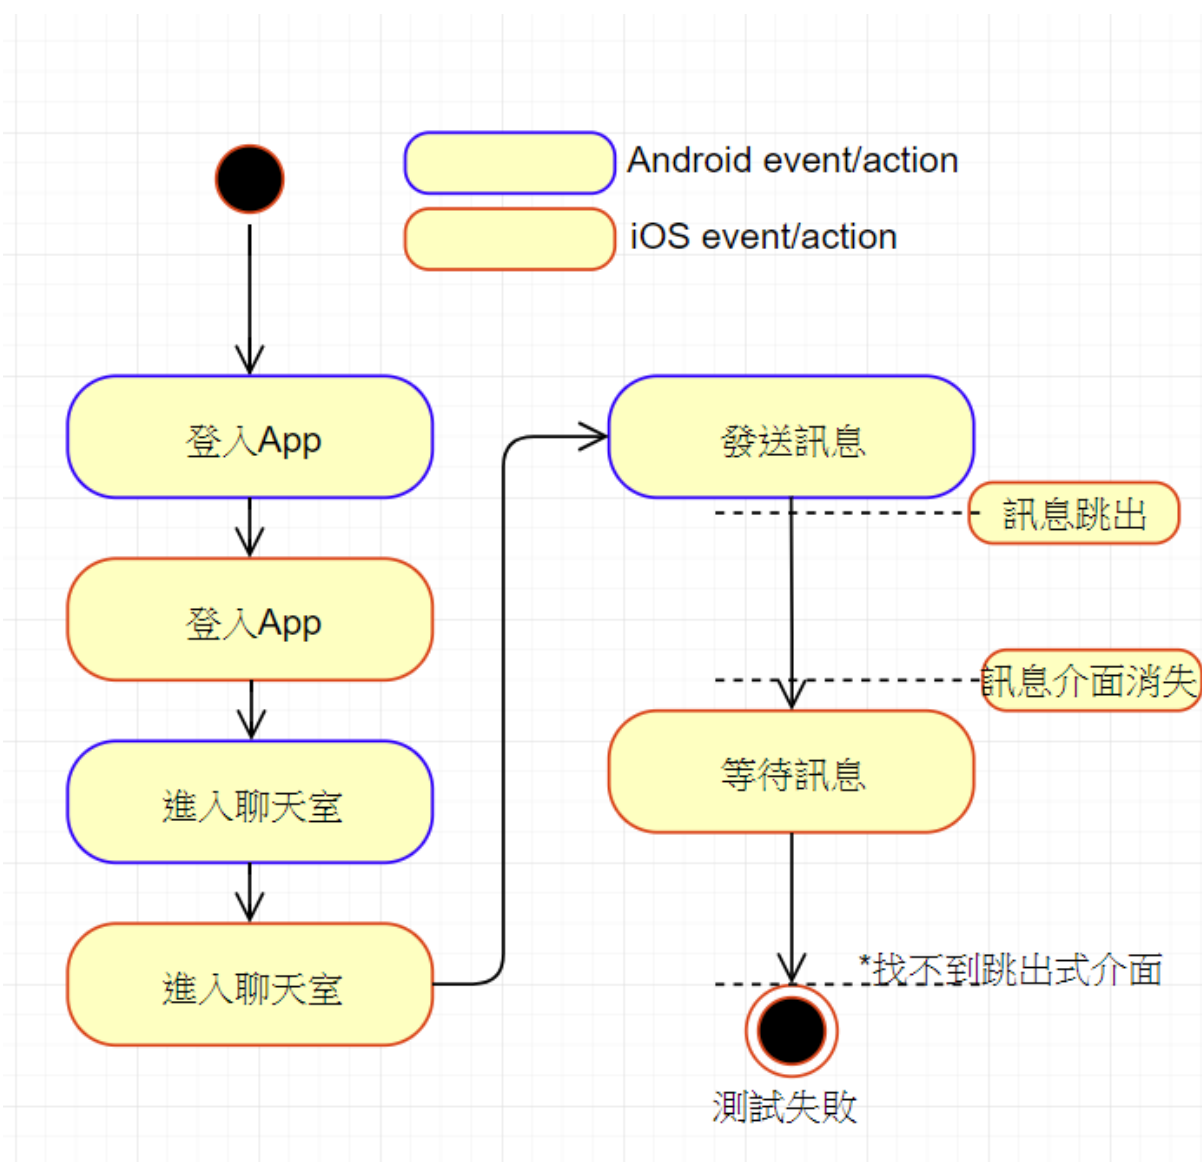 Android event/action
iOS event/action
登入App
登入App
進入聊天室
進入聊天室
發送訊息
訊息跳出
訊息介面消失
等待訊息
*找不到跳出式介面
測試失敗